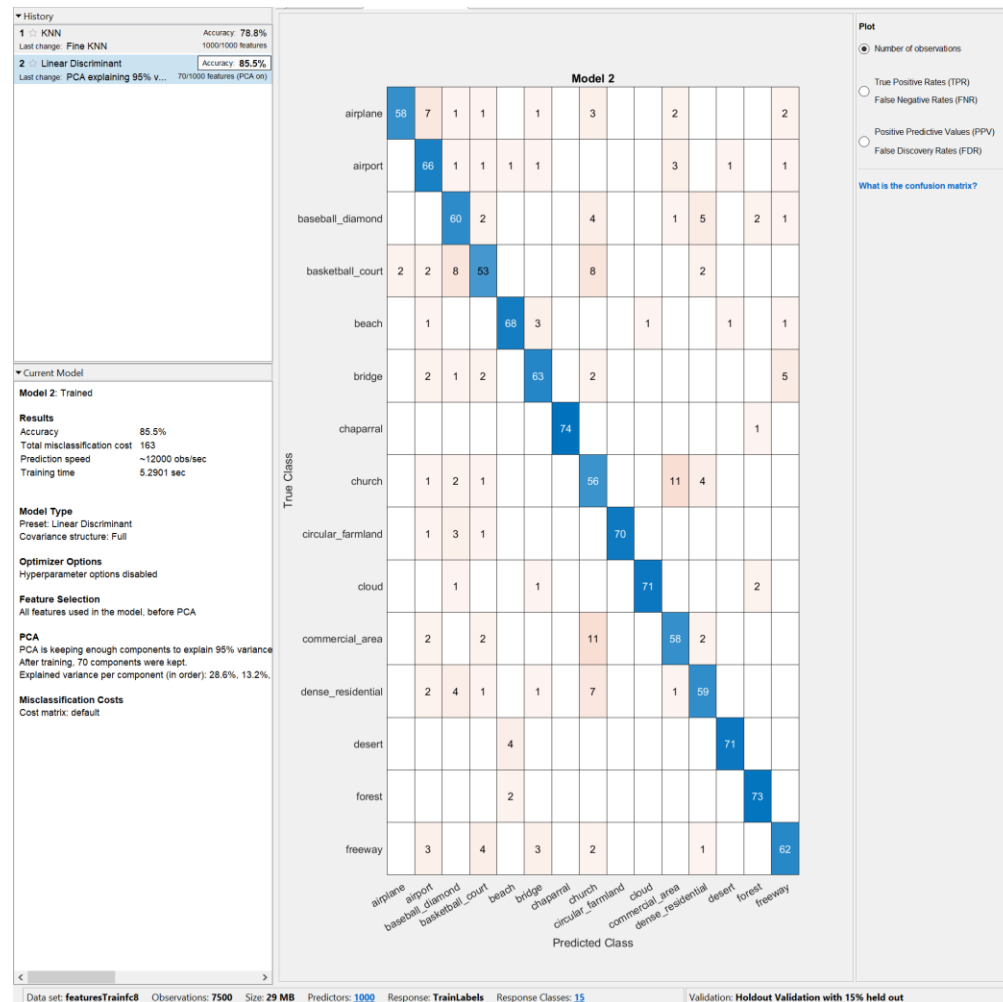 ▾ History
1 ☆ KNN Accuracy: 78.8%
Last change: Fine KNN 1000/1000 features
2 ☆ Linear Discriminant Accuracy: 85.5%
Last change: PCA explaining 95% v... 70/1000 features (PCA on)
▾ Current Model
Model 2: Trained
Results
Accuracy 85.5%
Total misclassification cost 163
Prediction speed ~12000 obs/sec
Training time 5.2901 sec
Model Type
Preset: Linear Discriminant
Covariance structure: Full
Optimizer Options
Hyperparameter options disabled
Feature Selection
All features used in the model, before PCA
PCA
PCA is keeping enough components to explain 95% variance
After training, 70 components were kept.
Explained variance per component (in order): 28.6%, 13.2%,
Misclassification Costs
Cost matrix: default
Model 2
True Class
airplane 58 7 1 1 1 3 2 2
airport 66 1 1 1 1 3 1 1
baseball_diamond 60 2 4 1 5 2 1
basketball_court 2 2 8 53 8 2
beach 1 68 3 1 1 1
bridge 2 1 2 63 2 5
chaparral 74 1
church 1 2 1 56 11 4
circular_farmland 1 3 1 70
cloud 1 1 71 2
commercial_area 2 2 11 58 2
dense_residential 2 4 1 1 7 1 59
desert 4 71
forest 2 73
freeway 3 4 3 2 1 62
airplane airport baseball_diamond basketball_court beach bridge chaparral church circular_farmland cloud commercial_area dense_residential desert forest freeway
Predicted Class
Plot
Number of observations
True Positive Rates (TPR)
False Negative Rates (FNR)
Positive Predictive Values (PPV)
False Discovery Rates (FDR)
What is the confusion matrix?
Data set: featuresTrainfc8 Observations: 7500 Size: 29 MB Predictors: 1000 Response: TrainLabels Response Classes: 15 Validation: Holdout Validation with 15% held out